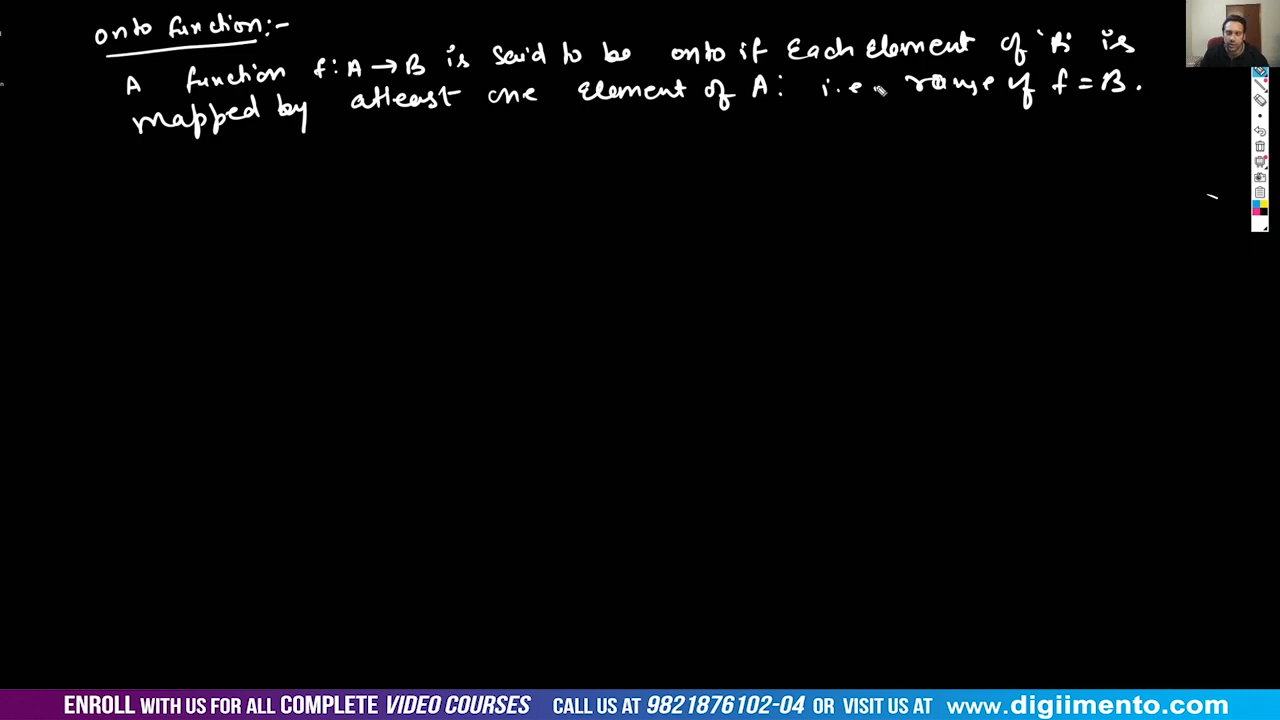 onto function:-
A function f: A → B is said to be onto if Each element of 'B' is
mapped by atleast one element of A: i.e. range of f = B.
ENROLL WITH US FOR ALL COMPLETE VIDEO COURSES CALL US AT 9821876102-04 OR VISIT US AT www.digiimento.com